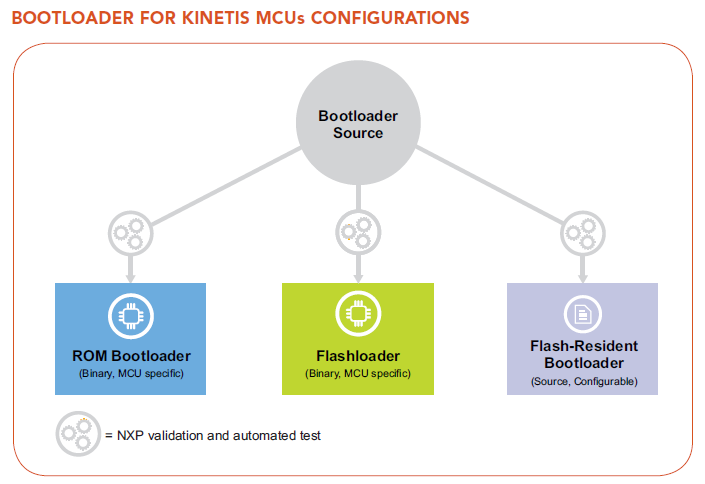 BOOTLOADER FOR KINETIS MCUs CONFIGURATIONS
Bootloader
Source
ROM Bootloader
(Binary, MCU specific)
Flashloader
(Binary, MCU specific)
Flash-Resident
Bootloader
(Source, Configurable)
= NXP validation and automated test